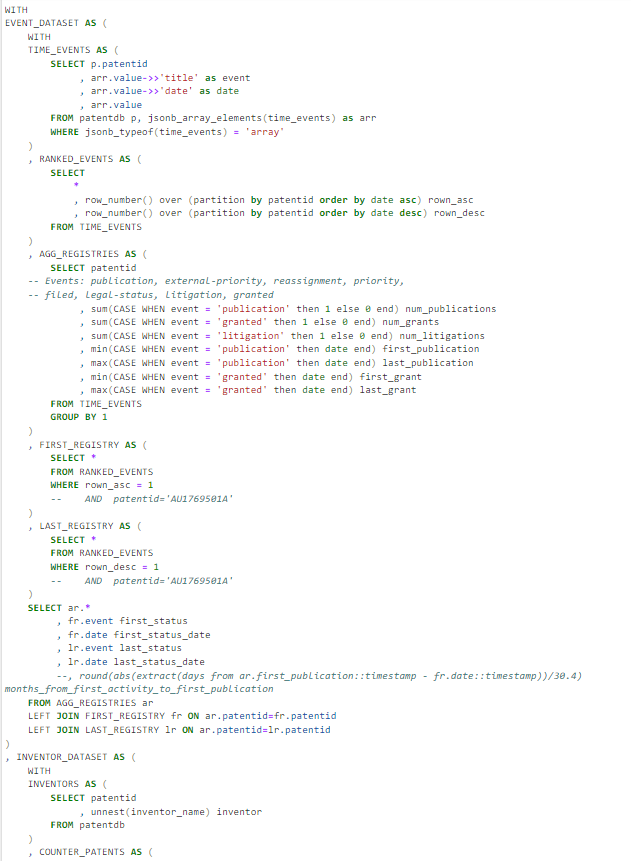 WITH
EVENT_DATASET AS (
    WITH
    TIME_EVENTS AS (
        SELECT p.patentid
             , arr.value->>'title' as event
             , arr.value->>'date' as date
             , arr.value
        FROM patentdb p, jsonb_array_elements(time_events) as arr
        WHERE jsonb_typeof(time_events) = 'array'
    )
    , RANKED_EVENTS AS (
        SELECT
            *
             , row_number() over (partition by patentid order by date asc) rown_asc
             , row_number() over (partition by patentid order by date desc) rown_desc
        FROM TIME_EVENTS
    )
    , AGG_REGISTRIES AS (
        SELECT patentid
    -- Events: publication, external-priority, reassignment, priority,
    -- filed, legal-status, litigation, granted
             , sum(CASE WHEN event = 'publication' then 1 else 0 end) num_publications
             , sum(CASE WHEN event = 'granted' then 1 else 0 end) num_grants
             , sum(CASE WHEN event = 'litigation' then 1 else 0 end) num_litigations
             , min(CASE WHEN event = 'publication' then date end) first_publication
             , max(CASE WHEN event = 'publication' then date end) last_publication
             , min(CASE WHEN event = 'granted' then date end) first_grant
             , max(CASE WHEN event = 'granted' then date end) last_grant
        FROM TIME_EVENTS
        GROUP BY 1
    )
    , FIRST_REGISTRY AS (
        SELECT *
        FROM RANKED_EVENTS
        WHERE rown_asc = 1
        --    AND  patentid='AU1769501A'
    )
    , LAST_REGISTRY AS (
        SELECT *
        FROM RANKED_EVENTS
        WHERE rown_desc = 1
        --    AND  patentid='AU1769501A'
    )
    SELECT ar.*
         , fr.event first_status
         , fr.date first_status_date
         , lr.event last_status
         , lr.date last_status_date
         --, round(abs(extract(days from ar.first_publication::timestamp - fr.date::timestamp))/30.4)
months_from_first_activity_to_first_publication
    FROM AGG_REGISTRIES ar
    LEFT JOIN FIRST_REGISTRY fr ON ar.patentid=fr.patentid
    LEFT JOIN LAST_REGISTRY lr ON ar.patentid=lr.patentid
)
, INVENTOR_DATASET AS (
    WITH
    INVENTORS AS (
        SELECT patentid
             , unnest(inventor_name) inventor
        FROM patentdb
    )
    , COUNTER_PATENTS AS (